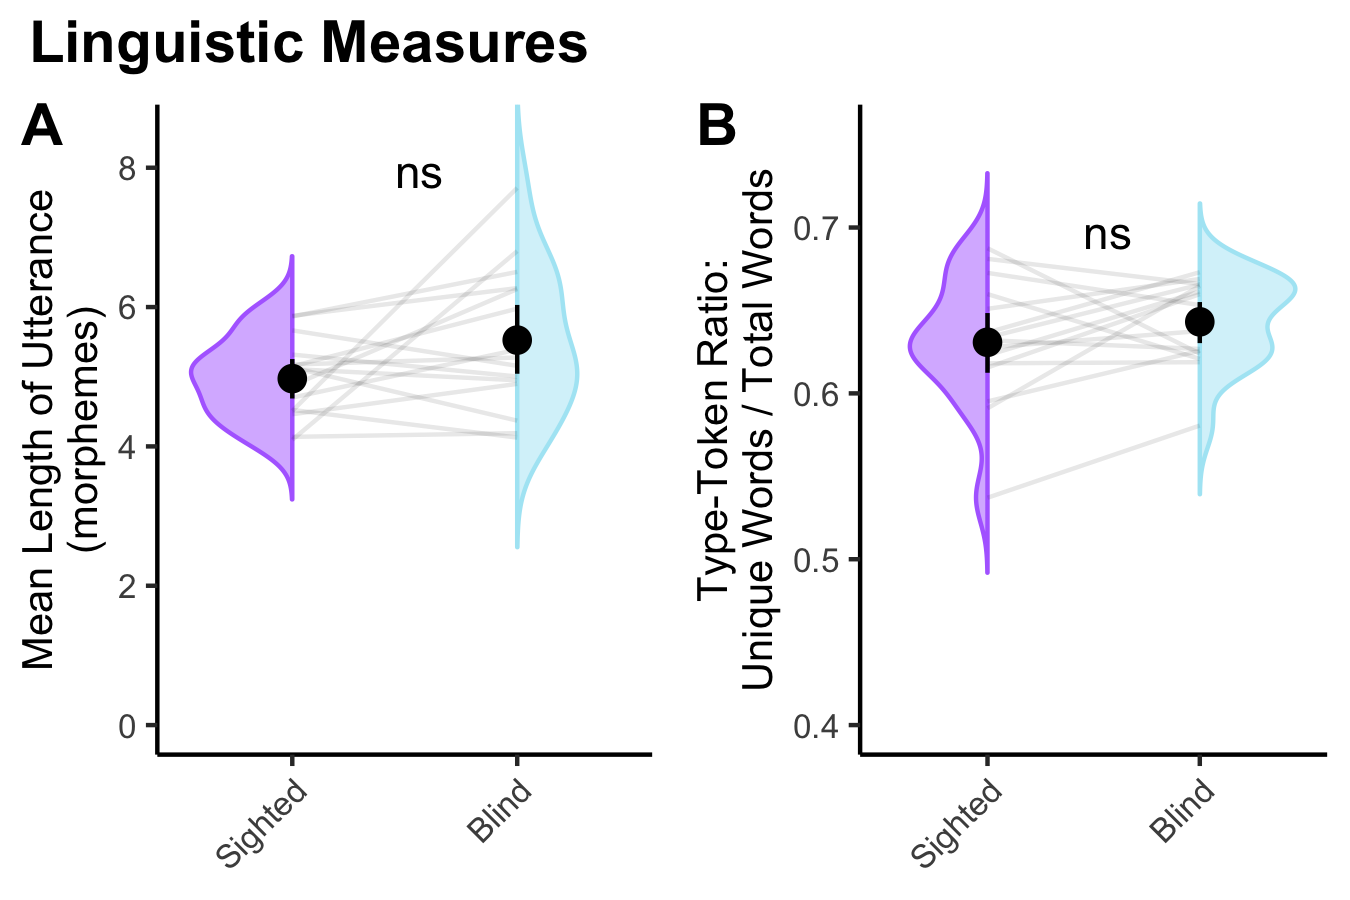 Linguistic Measures
A
Mean Length of Utterance
(morphemes)
8
6
4
2
0
ns
Sighted
Blind
B
Type-Token Ratio:
Unique Words / Total Words
0.7
0.6
0.5
0.4
ns
Sighted
Blind